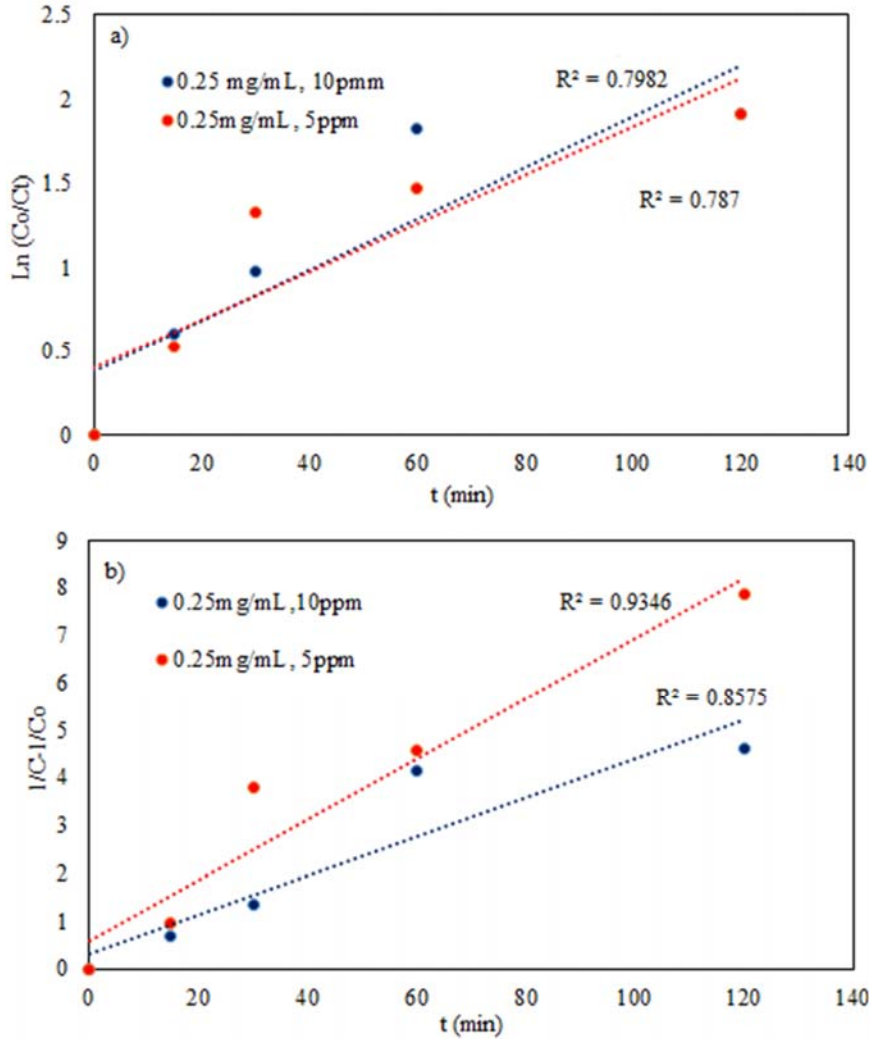 a)
0.25 mg/mL, 10pmm
0.25mg/mL, 5ppm
R² = 0.7982
R² = 0.787
Ln (Co/Ct)
2.5
2
1.5
1
0.5
0
0 20 40 60 80 100 120 140
t (min)
b)
0.25mg/mL ,10ppm
0.25mg/mL, 5ppm
R² = 0.9346
R² = 0.8575
1/C-1/Co
9
8
7
6
5
4
3
2
1
0
0 20 40 60 80 100 120 140
t (min)